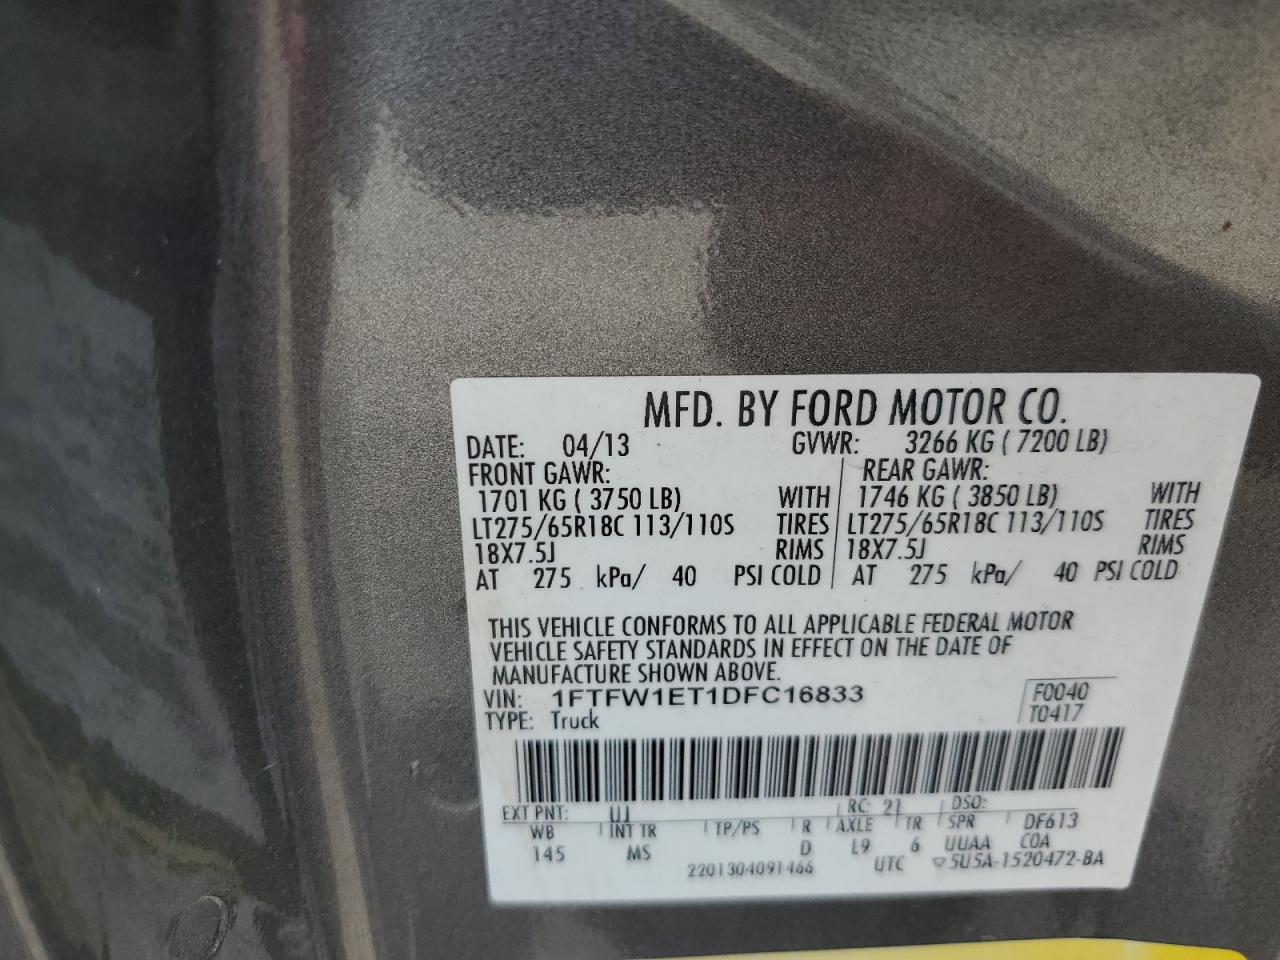 MFD. BY FORD MOTOR CO.
DATE: 04/13 GVWR: 3266 KG ( 7200 LB)
FRONT GAWR: REAR GAWR:
1701 KG ( 3750 LB) WITH 1746 KG ( 3850 LB) WITH
LT275/65R18C 113/110S TIRES LT275/65R18C 113/110S TIRES
18X7.5J RIMS 18X7.5J RIMS
AT 275 kPa/ 40 PSI COLD AT 275 kPa/ 40 PSI COLD
THIS VEHICLE CONFORMS TO ALL APPLICABLE FEDERAL MOTOR
VEHICLE SAFETY STANDARDS IN EFFECT ON THE DATE OF
MANUFACTURE SHOWN ABOVE.
VIN: 1FTFW1ET1DFC16833 F0040
TYPE: Truck T0417
EXT PNT: UJ RC: 21 DSO:
WB INT TR TP/PS R AXLE TR SPR DF613
145 MS D L9 6 UUAA COA
2201304091466 UTC ▽5U5A-1520472-BA